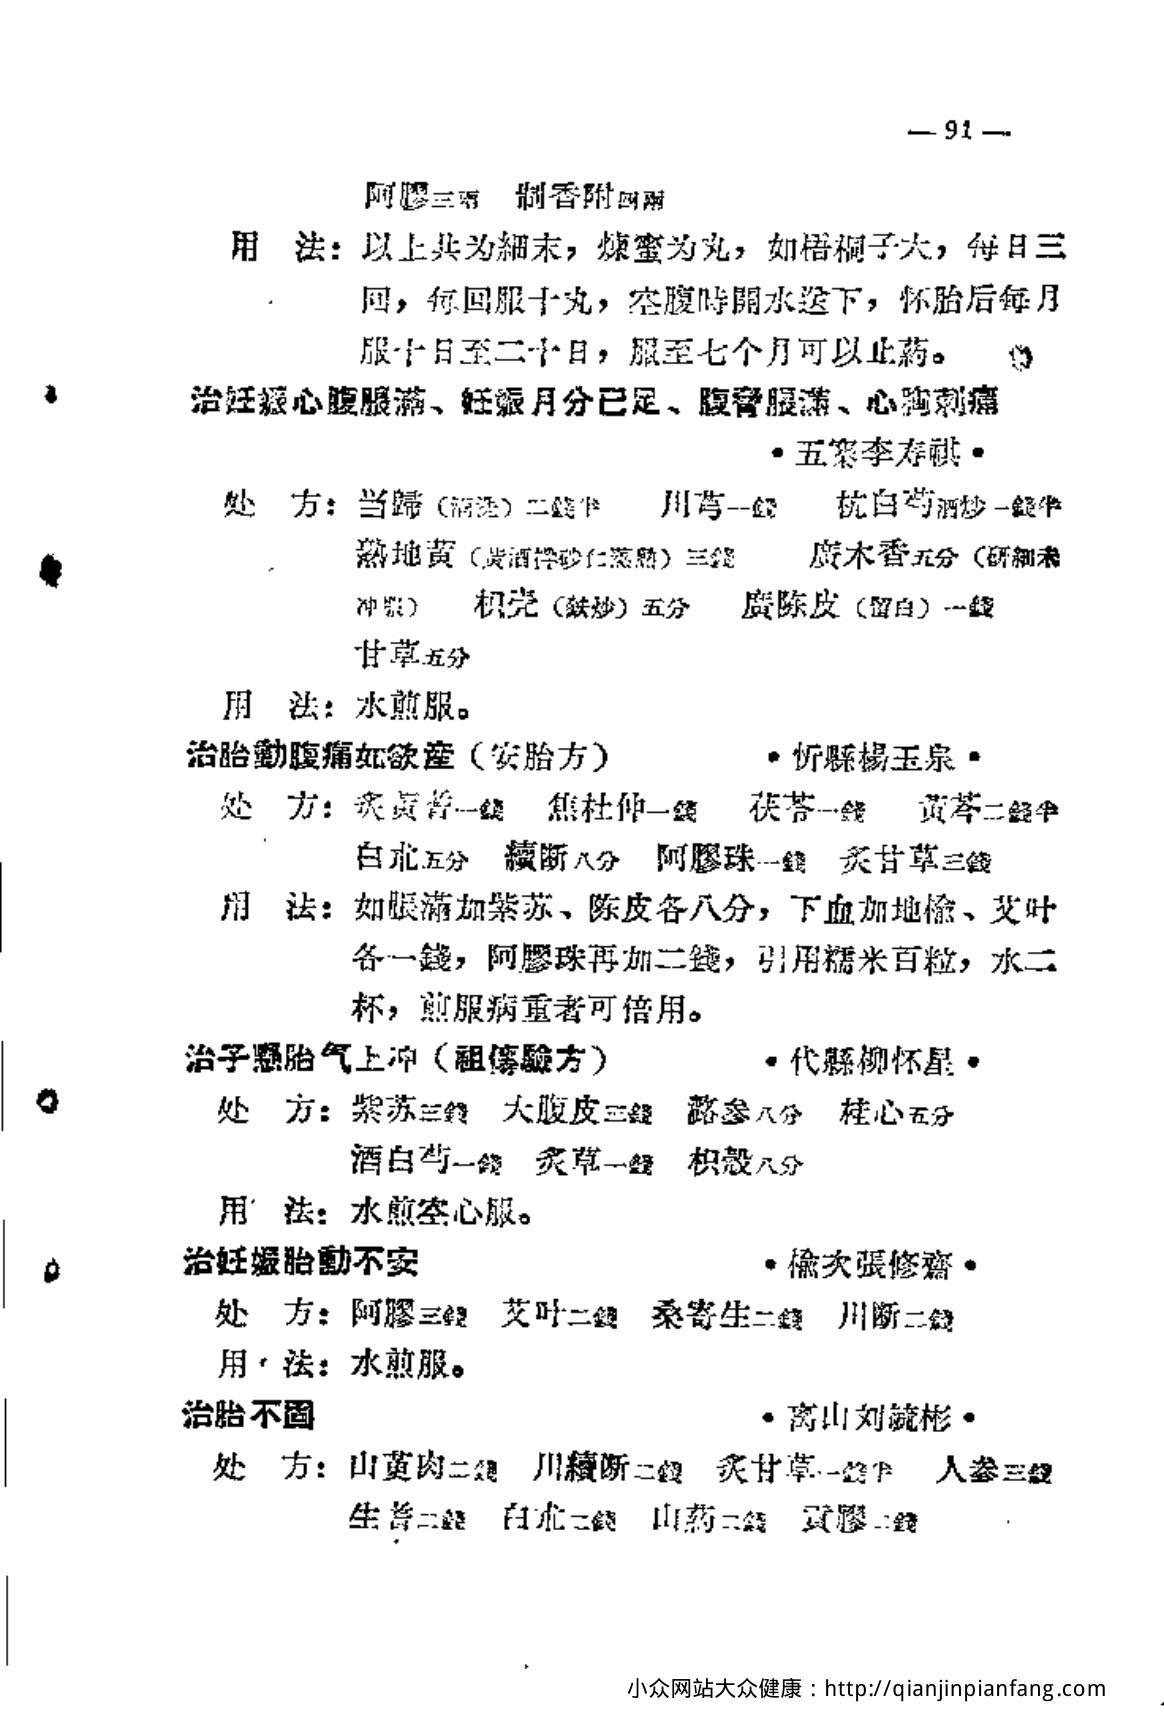 — 91 —
阿膠三両　制香附四兩
用　法：以上共为細末，煉蜜为丸，如梧桐子大，每日三
回，每回服十丸，空腹時開水送下，怀胎后每月
服十日至二十日，服至七个月可以止葯。
治妊娠心腹脹滿、妊娠月分已足、腹脅脹滿、心胸刺痛
•五寨李寿祺•
处　方：当歸（酒洗）二錢半　川芎一錢　杭白芍酒炒一錢半
熟地黄（黄酒拌砂仁蒸熟）三錢　廣木香五分（研細末
冲服）　枳壳（麸炒）五分　廣陈皮（留白）一錢
甘草五分
用　法：水煎服。
治胎動腹痛如欲産（安胎方）　•忻縣楊玉泉•
处　方：炙黄蓍一錢　焦杜仲一錢　茯苓一錢　黄芩二錢半
白朮五分　續断八分　阿膠珠一錢　炙甘草三錢
用　法：如脹滿加紫苏、陈皮各八分，下血加地榆、艾叶
各一錢，阿膠珠再加二錢，引用糯米百粒，水二
杯，煎服病重者可倍用。
治子懸胎气上冲（祖傳驗方）　•代縣柳怀星•
处　方：紫苏三錢　大腹皮三錢　潞参八分　桂心五分
酒白芍一錢　炙草一錢　枳殼八分
用　法：水煎空心服。
治妊娠胎動不安　•榆次張修齋•
处　方：阿膠三錢　艾叶二錢　桑寄生二錢　川断二錢
用　法：水煎服。
治胎不固　•离山刘毓彬•
处　方：山萸肉二錢　川續断二錢　炙甘草一錢半　人参三錢
生蓍二錢　白朮二錢　山葯二錢　貢膠二錢
小众网站大众健康：http://qianjinpianfang.com